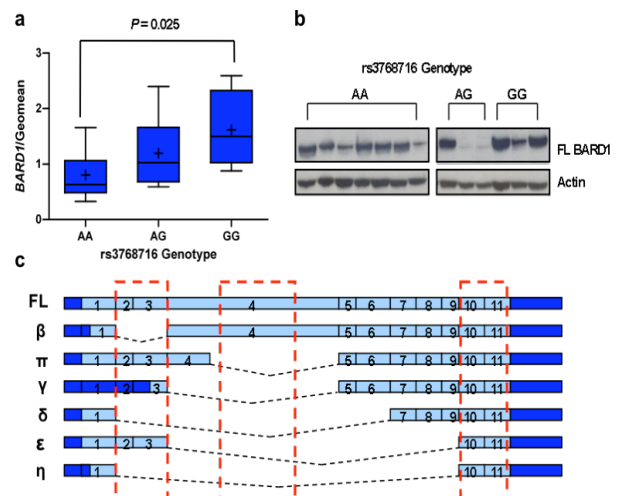 a
P = 0.025
BARD1/Geomean
3
2
1
0
AA AG GG
rs3768716 Genotype
b
rs3768716 Genotype
AA AG GG
FL BARD1
Actin
c
FL 1 2 3 4 5 6 7 8 9 10 11
β 1 4 5 6 7 8 9 10 11
π 1 2 3 4 5 6 7 8 9 10 11
γ 1 2 3 5 6 7 8 9 10 11
δ 1 7 8 9 10 11
ε 1 2 3 10 11
η 1 10 11